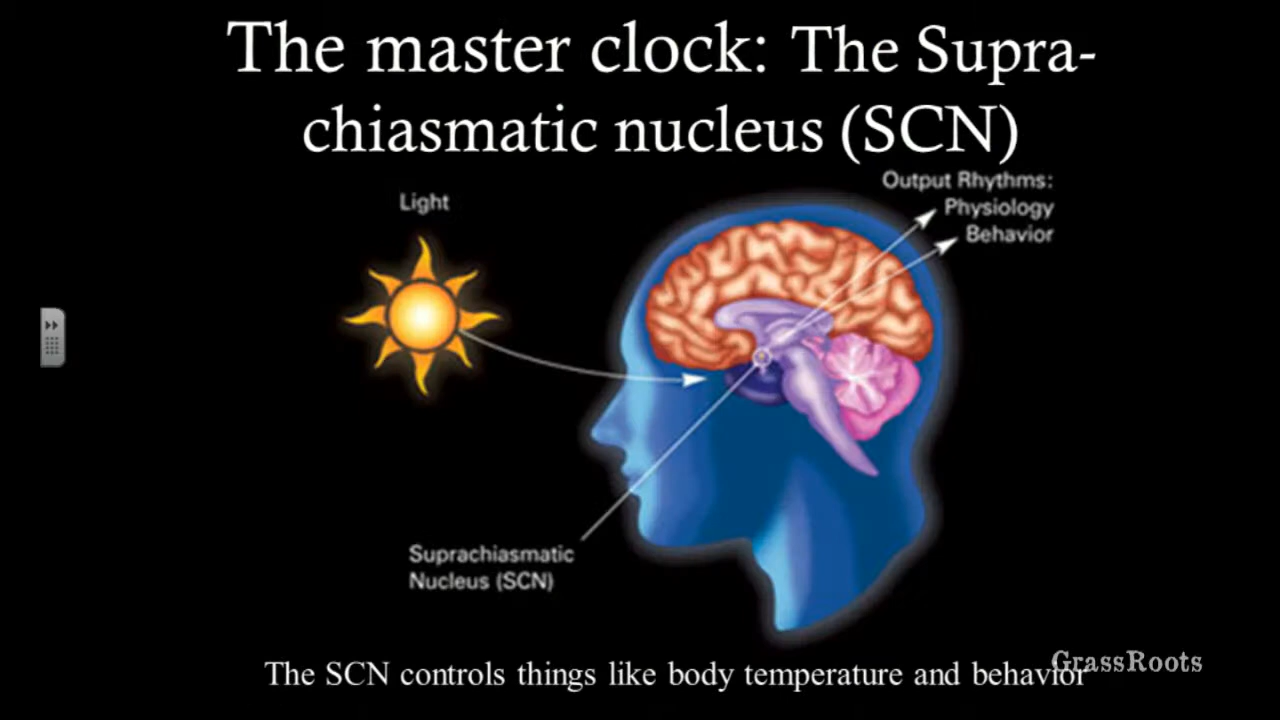 The master clock: The Supra-
chiasmatic nucleus (SCN)
Output Rhythms:
Physiology
Behavior
Light
Suprachiasmatic
Nucleus (SCN)
The SCN controls things like body temperature and behavior
GrassRoots